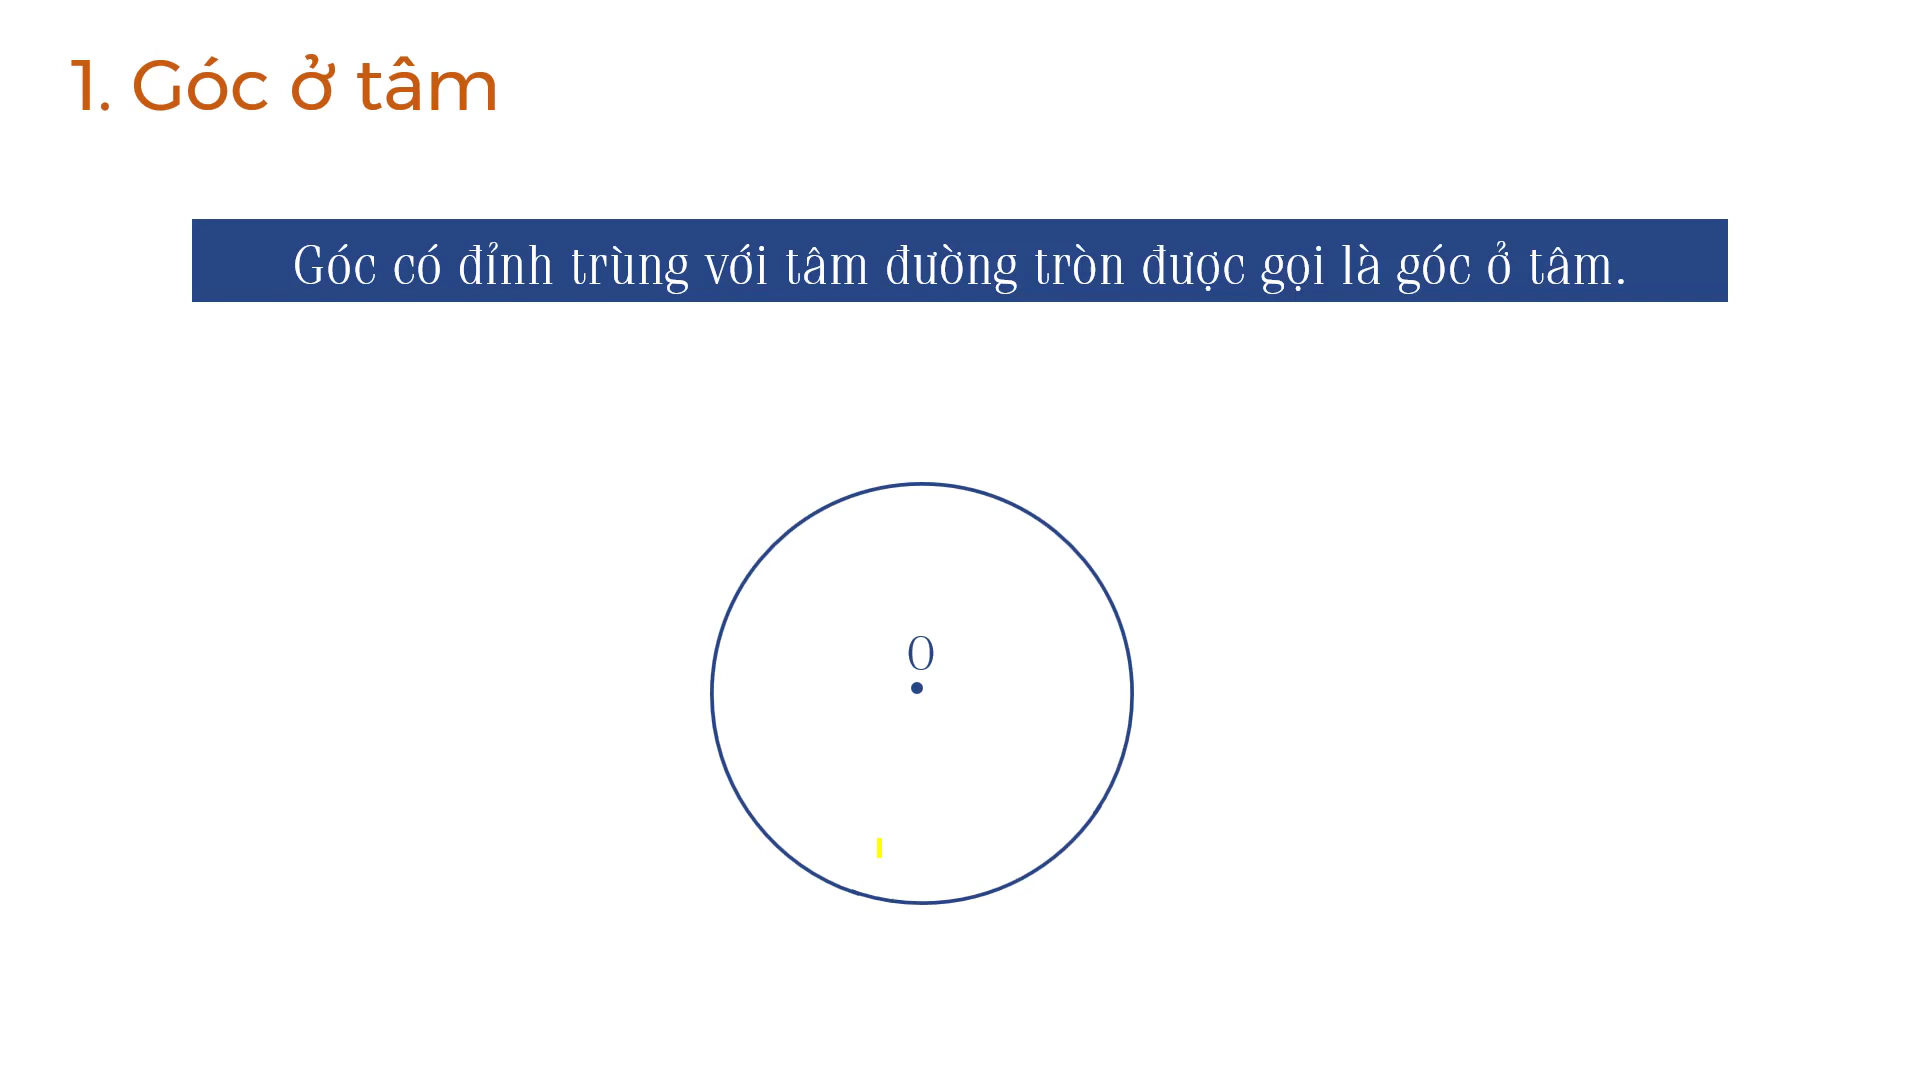 1. Góc ở tâm
Góc có đỉnh trùng với tâm đường tròn được gọi là góc ở tâm.
O